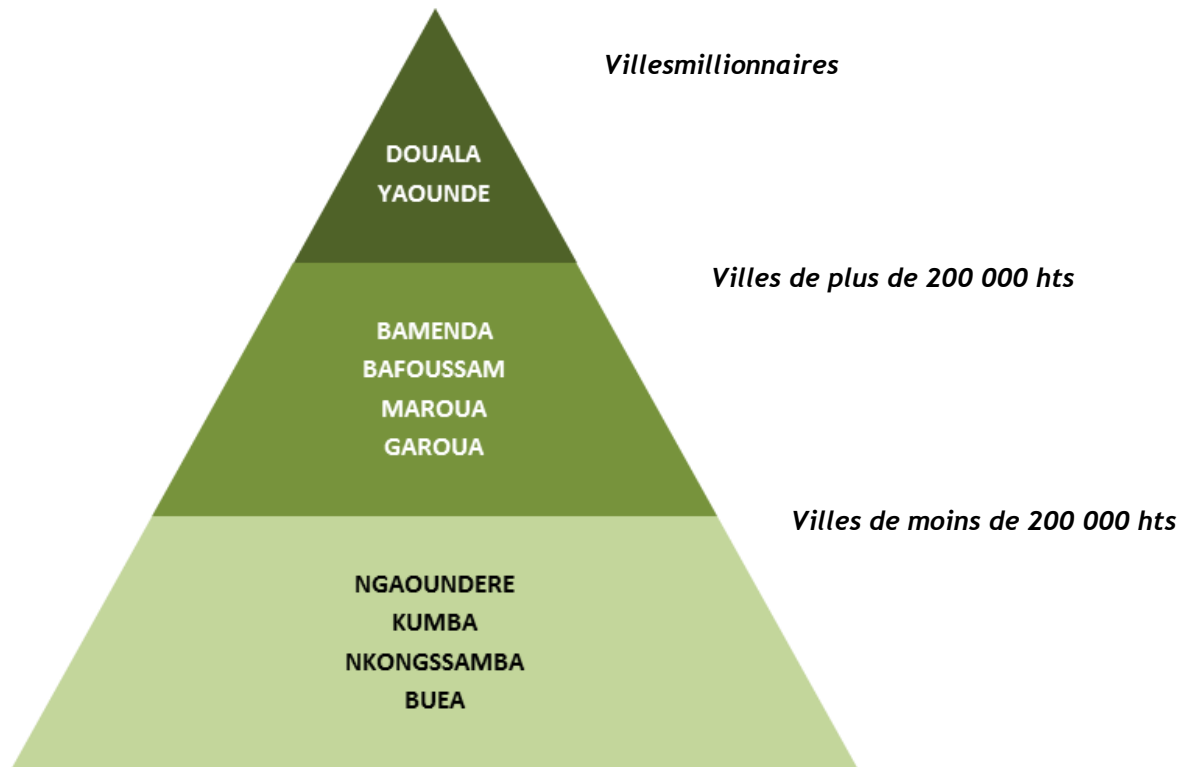 Villesmillionnaires
DOUALA
YAOUNDE
Villes de plus de 200 000 hts
BAMENDA
BAFOUSSAM
MAROUA
GAROUA
Villes de moins de 200 000 hts
NGAOUNDERE
KUMBA
NKONGSSAMBA
BUEA